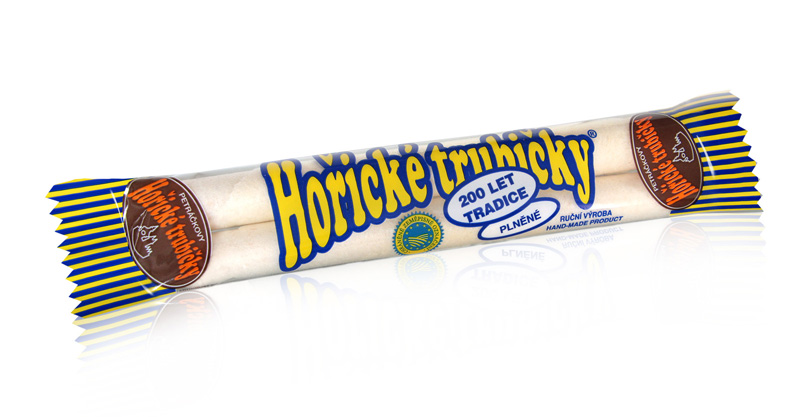 PETRÁČKOVY
Hořické trubičky
Hořické trubičky®
200 LET
TRADICE
PLNĚNÉ
RUČNÍ VÝROBA
HAND-MADE PRODUCT
PETRÁČKOVY
Hořické trubičky